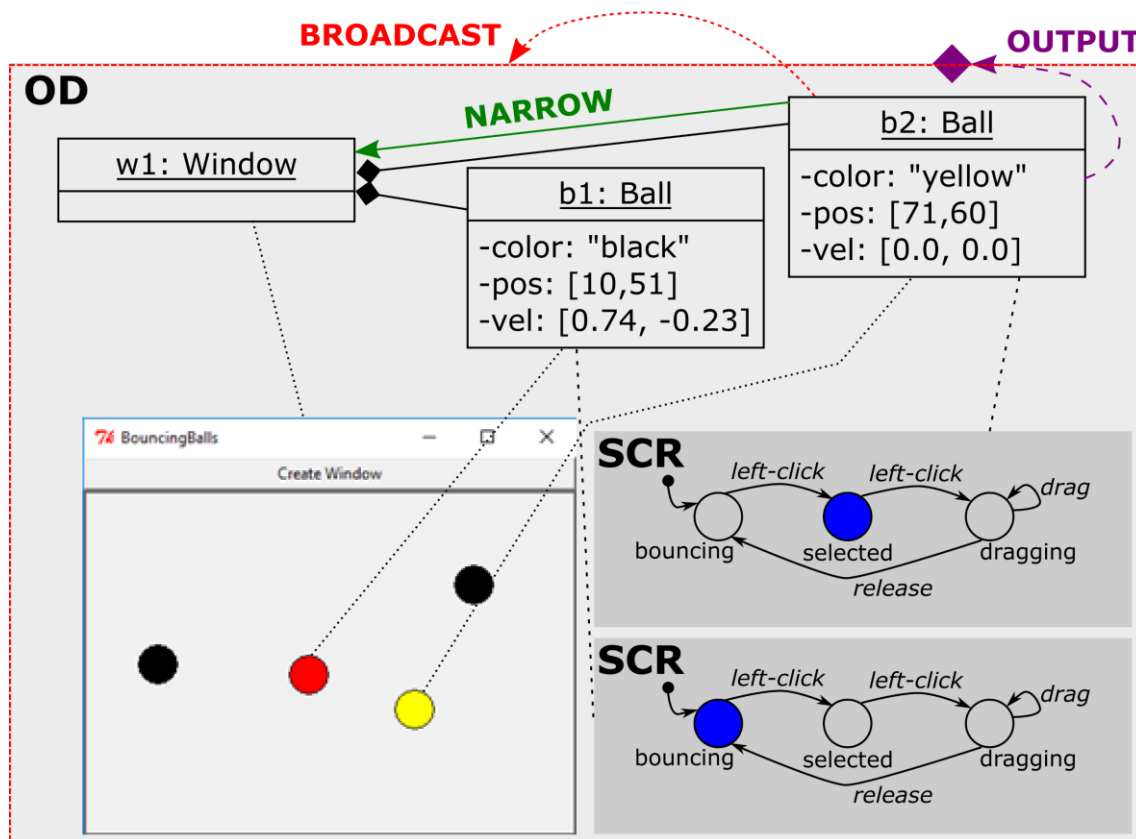 BROADCAST
OUTPUT
OD
NARROW
w1: Window
b2: Ball
-color: "yellow"
-pos: [71,60]
-vel: [0.0, 0.0]
b1: Ball
-color: "black"
-pos: [10,51]
-vel: [0.74, -0.23]
BouncingBalls
Create Window
SCR
left-click
left-click
drag
bouncing
selected
dragging
release
SCR
left-click
left-click
drag
bouncing
selected
dragging
release